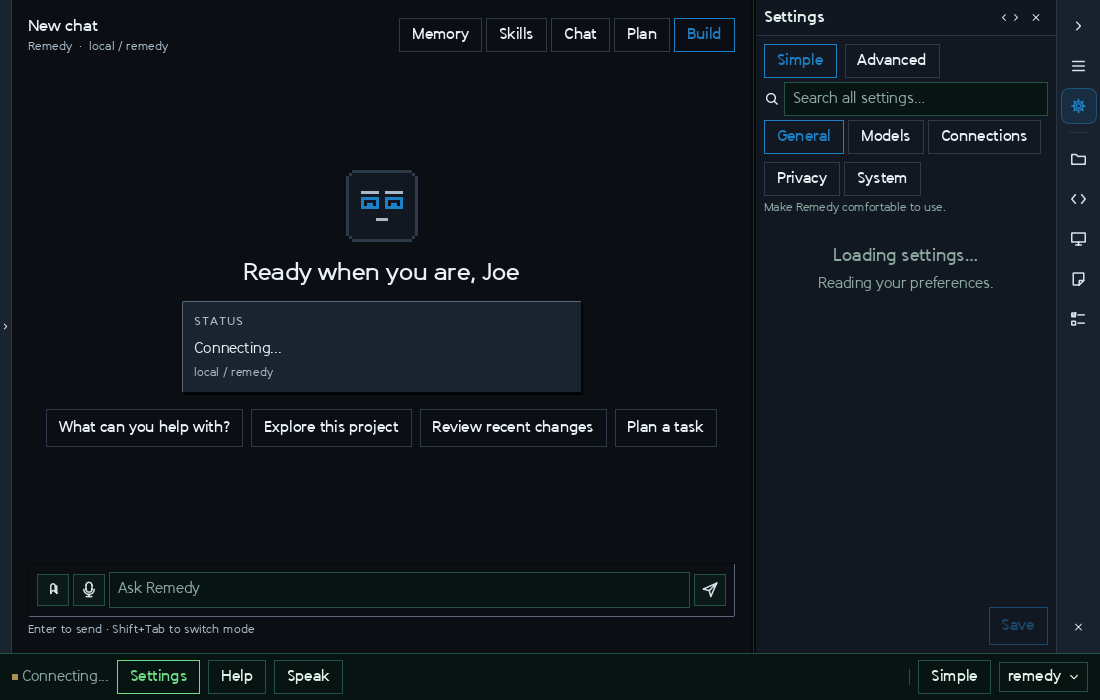 New chat
Remedy · local / remedy
Memory
Skills
Chat
Plan
Build
Ready when you are, Joe
STATUS
Connecting...
local / remedy
What can you help with?
Explore this project
Review recent changes
Plan a task
Ask Remedy
Enter to send · Shift+Tab to switch mode
Settings
Simple
Advanced
Search all settings...
General
Models
Connections
Privacy
System
Make Remedy comfortable to use.
Loading settings...
Reading your preferences.
Save
Connecting...
Settings
Help
Speak
Simple
remedy